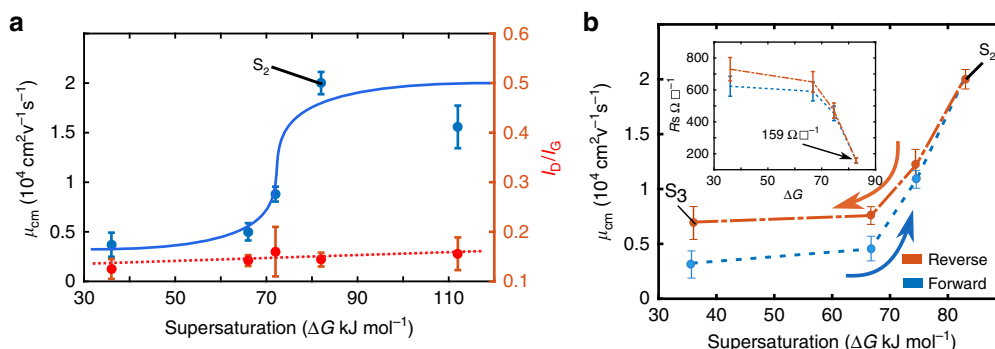 a
μcm (10⁴ cm²v⁻¹s⁻¹)
2
1.5
1
0.5
0
S₂
0.6
0.5
0.4
0.3
0.2
0.1
I_D/I_G
30 50 70 90 110
Supersaturation (ΔG kJ mol⁻¹)
b
μcm (10⁴ cm²v⁻¹s⁻¹)
2
1.5
1
0.5
0
S₂
S₃
Rs Ω □⁻¹
800
600
400
200
159 Ω□⁻¹
30 50 70 90
ΔG
Reverse
Forward
30 40 50 60 70 80
Supersaturation (ΔG kJ mol⁻¹)